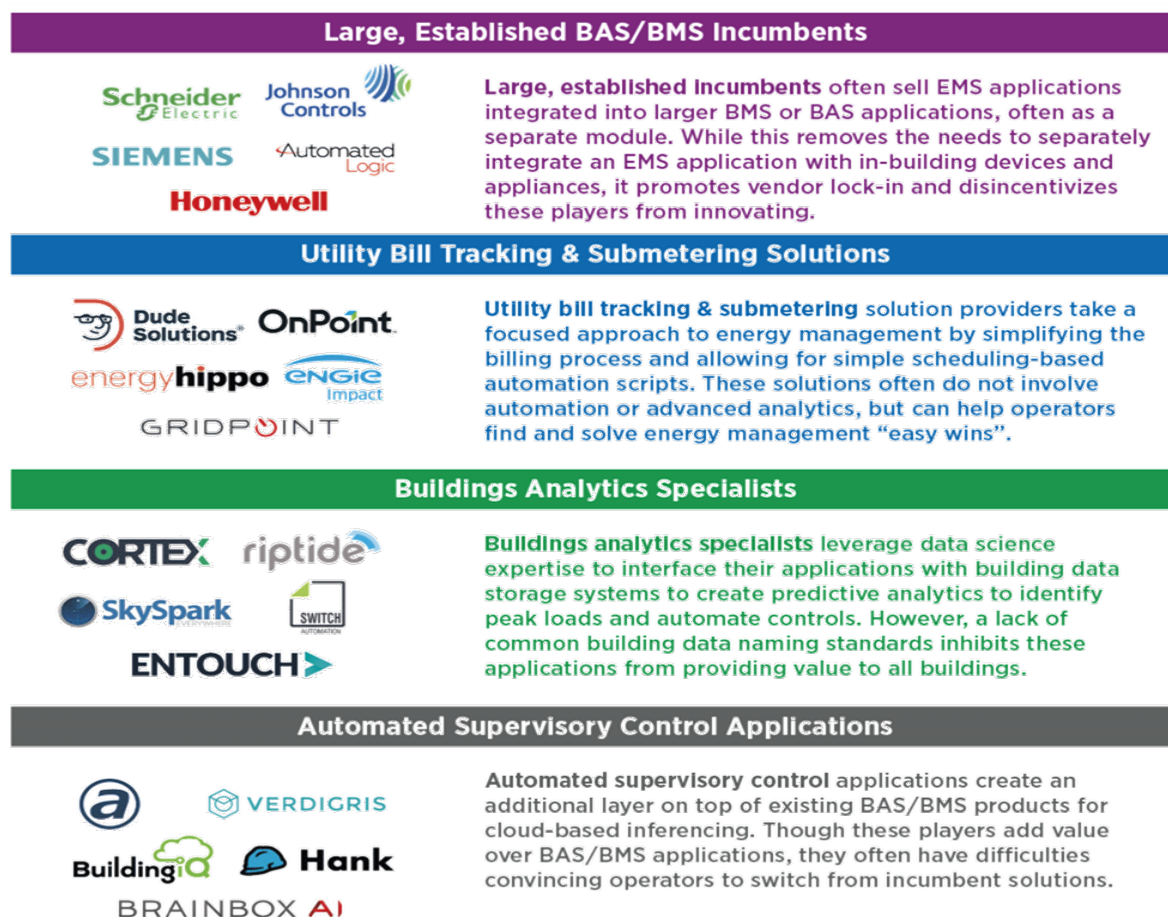 Large, Established BAS/BMS Incumbents
Schneider
Electric
Johnson
Controls
SIEMENS
Automated
Logic
Honeywell
Large, established incumbents often sell EMS applications
integrated into larger BMS or BAS applications, often as a
separate module. While this removes the needs to separately
integrate an EMS application with in-building devices and
appliances, it promotes vendor lock-in and disincentivizes
these players from innovating.
Utility Bill Tracking & Submetering Solutions
Dude
Solutions®
OnPoint
energyhippo
ENGIE
Impact
GRIDPOINT
Utility bill tracking & submetering solution providers take a
focused approach to energy management by simplifying the
billing process and allowing for simple scheduling-based
automation scripts. These solutions often do not involve
automation or advanced analytics, but can help operators
find and solve energy management “easy wins”.
Buildings Analytics Specialists
CORTEX
riptide
SkySpark
EVERYWHERE
SWITCH
AUTOMATION
ENTOUCH
Buildings analytics specialists leverage data science
expertise to interface their applications with building data
storage systems to create predictive analytics to identify
peak loads and automate controls. However, a lack of
common building data naming standards inhibits these
applications from providing value to all buildings.
Automated Supervisory Control Applications
a
VERDIGRIS
BuildingIQ
Hank
BRAINBOX AI
Automated supervisory control applications create an
additional layer on top of existing BAS/BMS products for
cloud-based inferencing. Though these players add value
over BAS/BMS applications, they often have difficulties
convincing operators to switch from incumbent solutions.